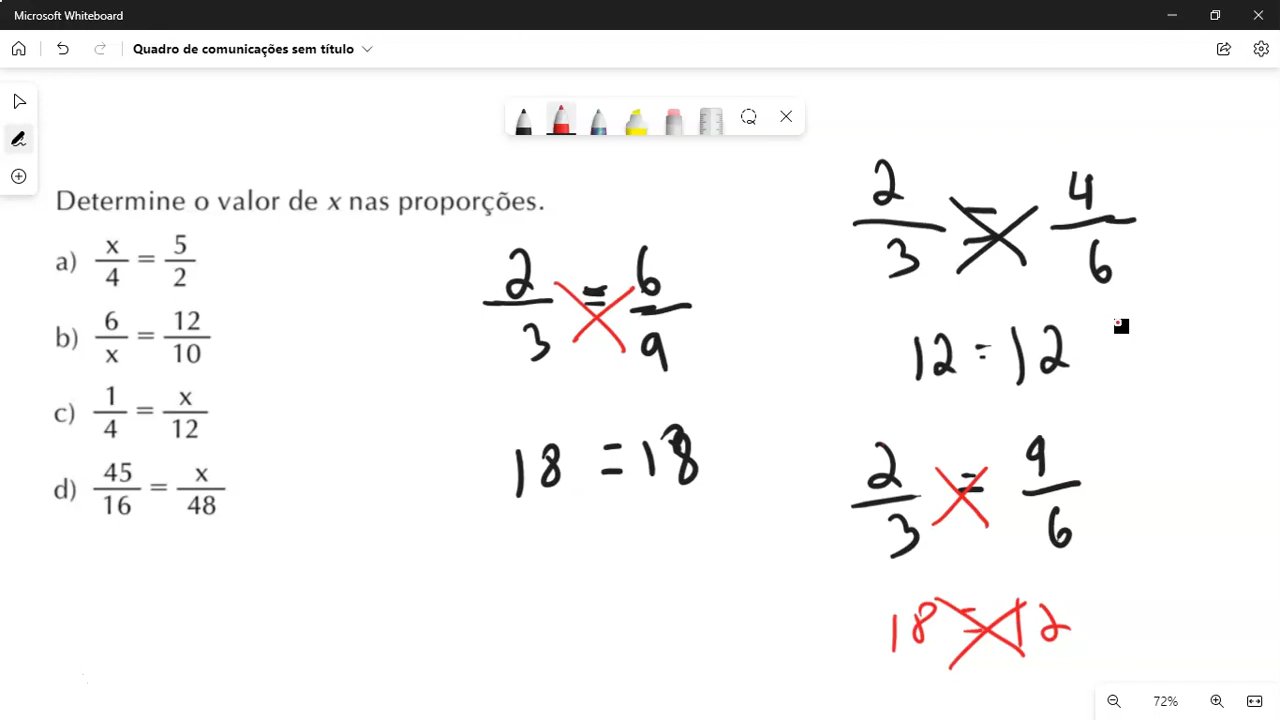 Microsoft Whiteboard
Quadro de comunicações sem título
Determine o valor de x nas proporções.
a) x/4 = 5/2
b) 6/x = 12/10
c) 1/4 = x/12
d) 45/16 = x/48
2/3 = 6/9
18 = 18
2/3 = 4/6
12 = 12
2/3 = 9/6
18 = 12
72%